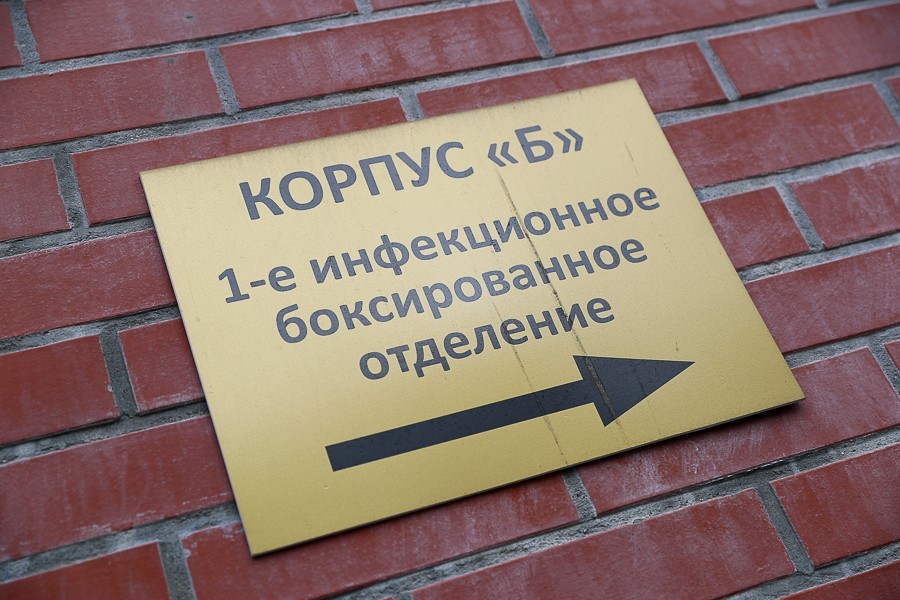 КОРПУС «Б»
1-е инфекционное
боксированное
отделение